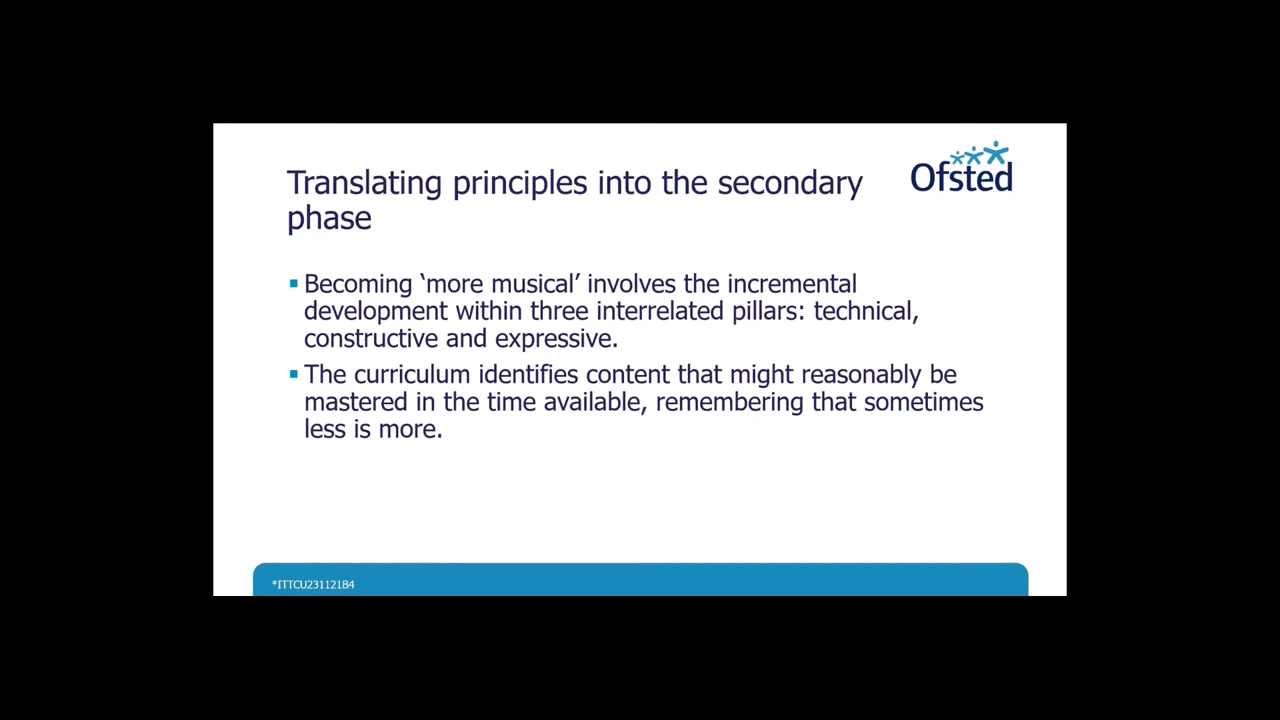 Translating principles into the secondary
phase
Ofsted
▪Becoming ‘more musical’ involves the incremental
development within three interrelated pillars: technical,
constructive and expressive.
▪The curriculum identifies content that might reasonably be
mastered in the time available, remembering that sometimes
less is more.
*ITTCU231121B4